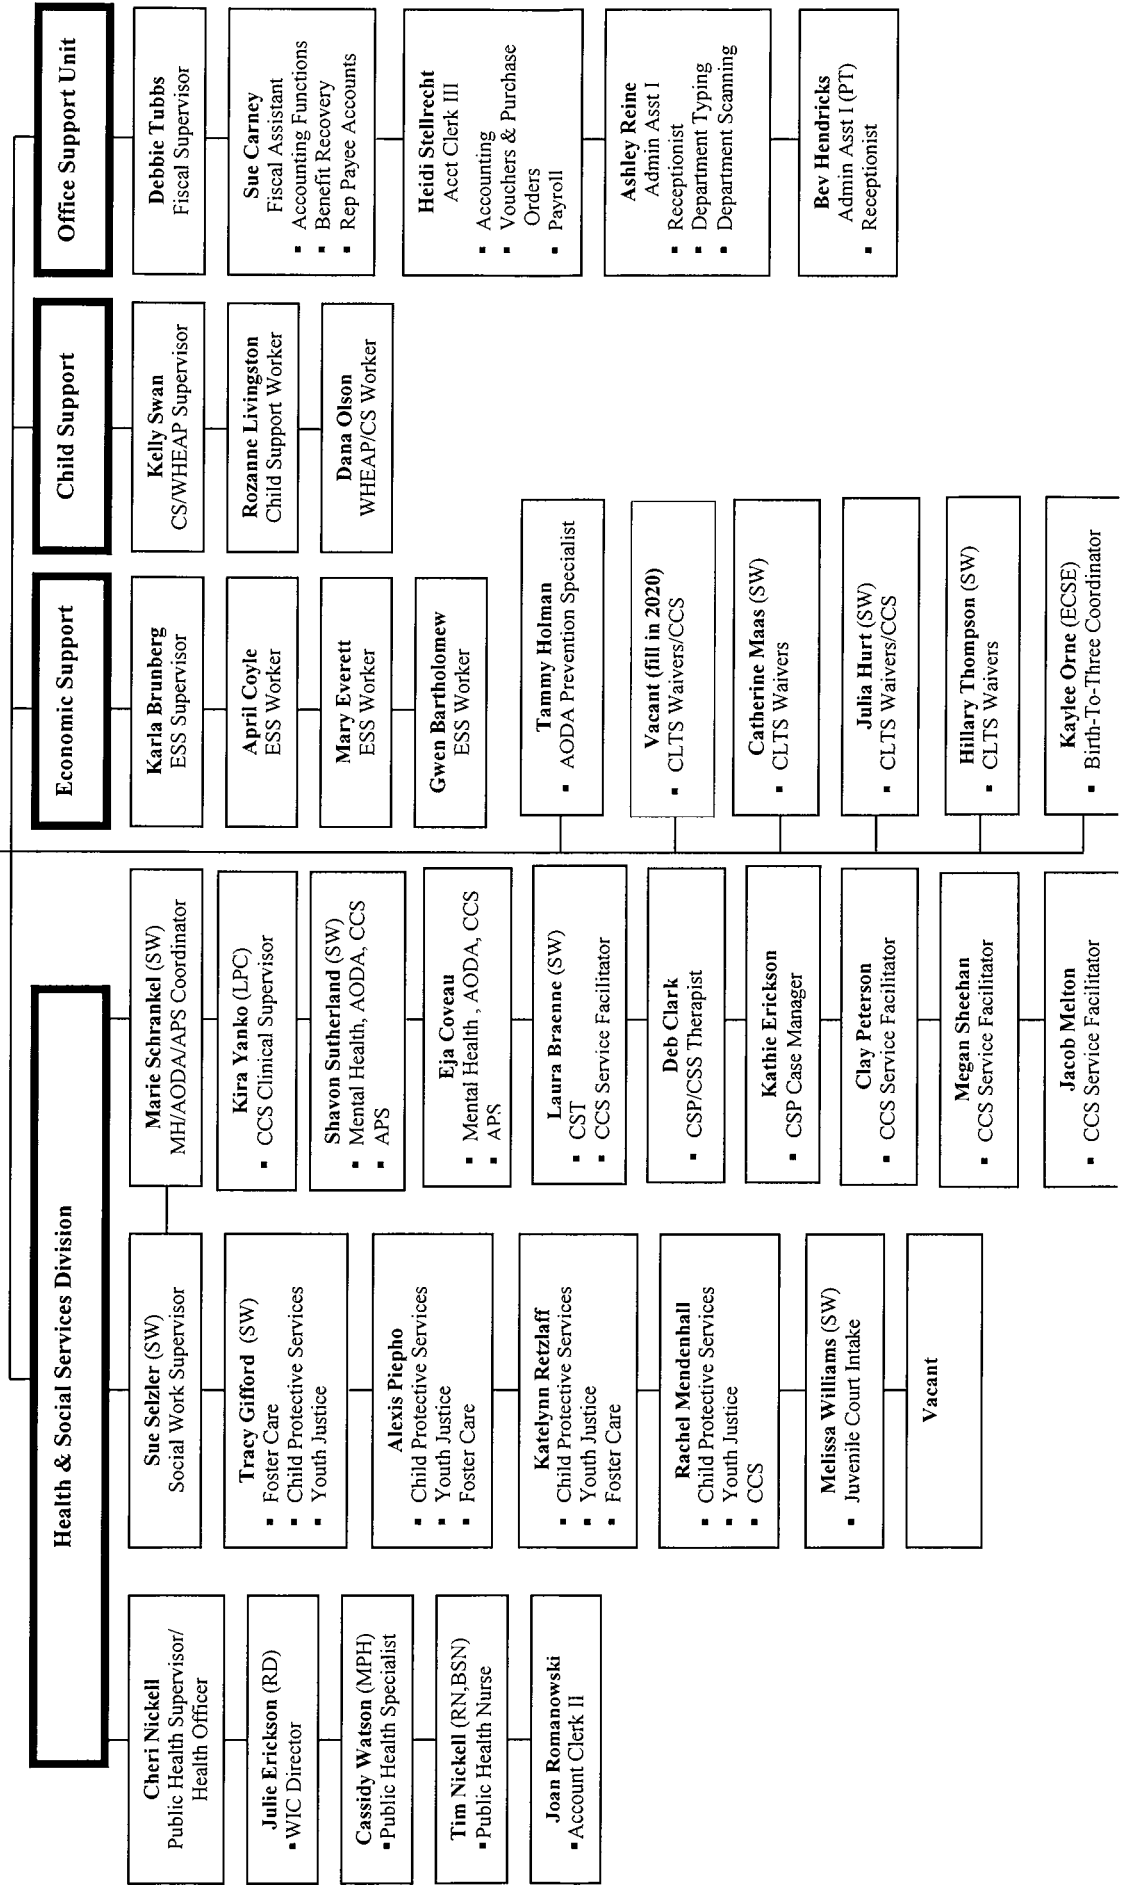 Health & Social Services Division
Economic Support
Child Support
Office Support Unit
Cheri Nickell
Public Health Supervisor/
Health Officer
Julie Erickson (RD)
▪WIC Director
Cassidy Watson (MPH)
▪Public Health Specialist
Tim Nickell (RN,BSN)
▪Public Health Nurse
Joan Romanowski
▪Account Clerk II
Sue Selzler (SW)
Social Work Supervisor
Tracy Gifford (SW)
▪ Foster Care
▪ Child Protective Services
▪ Youth Justice
Alexis Piepho
▪ Child Protective Services
▪ Youth Justice
▪ Foster Care
Katelynn Retzlaff
▪ Child Protective Services
▪ Youth Justice
▪ Foster Care
Rachel Mendenhall
▪ Child Protective Services
▪ Youth Justice
▪ CCS
Melissa Williams (SW)
▪ Juvenile Court Intake
Vacant
Marie Schrankel (SW)
MH/AODA/APS Coordinator
Kira Yanko (LPC)
▪ CCS Clinical Supervisor
Shavon Sutherland (SW)
▪ Mental Health, AODA, CCS
▪ APS
Eja Coveau
▪ Mental Health , AODA, CCS
▪ APS
Laura Braenne (SW)
▪ CST
▪ CCS Service Facilitator
Deb Clark
▪ CSP/CSS Therapist
Kathie Erickson
▪ CSP Case Manager
Clay Peterson
▪ CCS Service Facilitator
Megan Sheehan
▪ CCS Service Facilitator
Jacob Melton
▪ CCS Service Facilitator
Karla Brunberg
ESS Supervisor
April Coyle
ESS Worker
Mary Everett
ESS Worker
Gwen Bartholomew
ESS Worker
Tammy Holman
▪ AODA Prevention Specialist
Vacant (fill in 2020)
▪ CLTS Waivers/CCS
Catherine Maas (SW)
▪ CLTS Waivers
Julia Hurt (SW)
▪ CLTS Waivers/CCS
Hillary Thompson (SW)
▪ CLTS Waivers
Kaylee Orne (ECSE)
▪ Birth-To-Three Coordinator
Kelly Swan
CS/WHEAP Supervisor
Rozanne Livingston
Child Support Worker
Dana Olson
WHEAP/CS Worker
Debbie Tubbs
Fiscal Supervisor
Sue Carney
Fiscal Assistant
▪ Accounting Functions
▪ Benefit Recovery
▪ Rep Payee Accounts
Heidi Stellrecht
Acct Clerk III
▪ Accounting
▪ Vouchers & Purchase
Orders
▪ Payroll
Ashley Reine
Admin Asst I
▪ Receptionist
▪ Department Typing
▪ Department Scanning
Bev Hendricks
Admin Asst I (PT)
▪ Receptionist